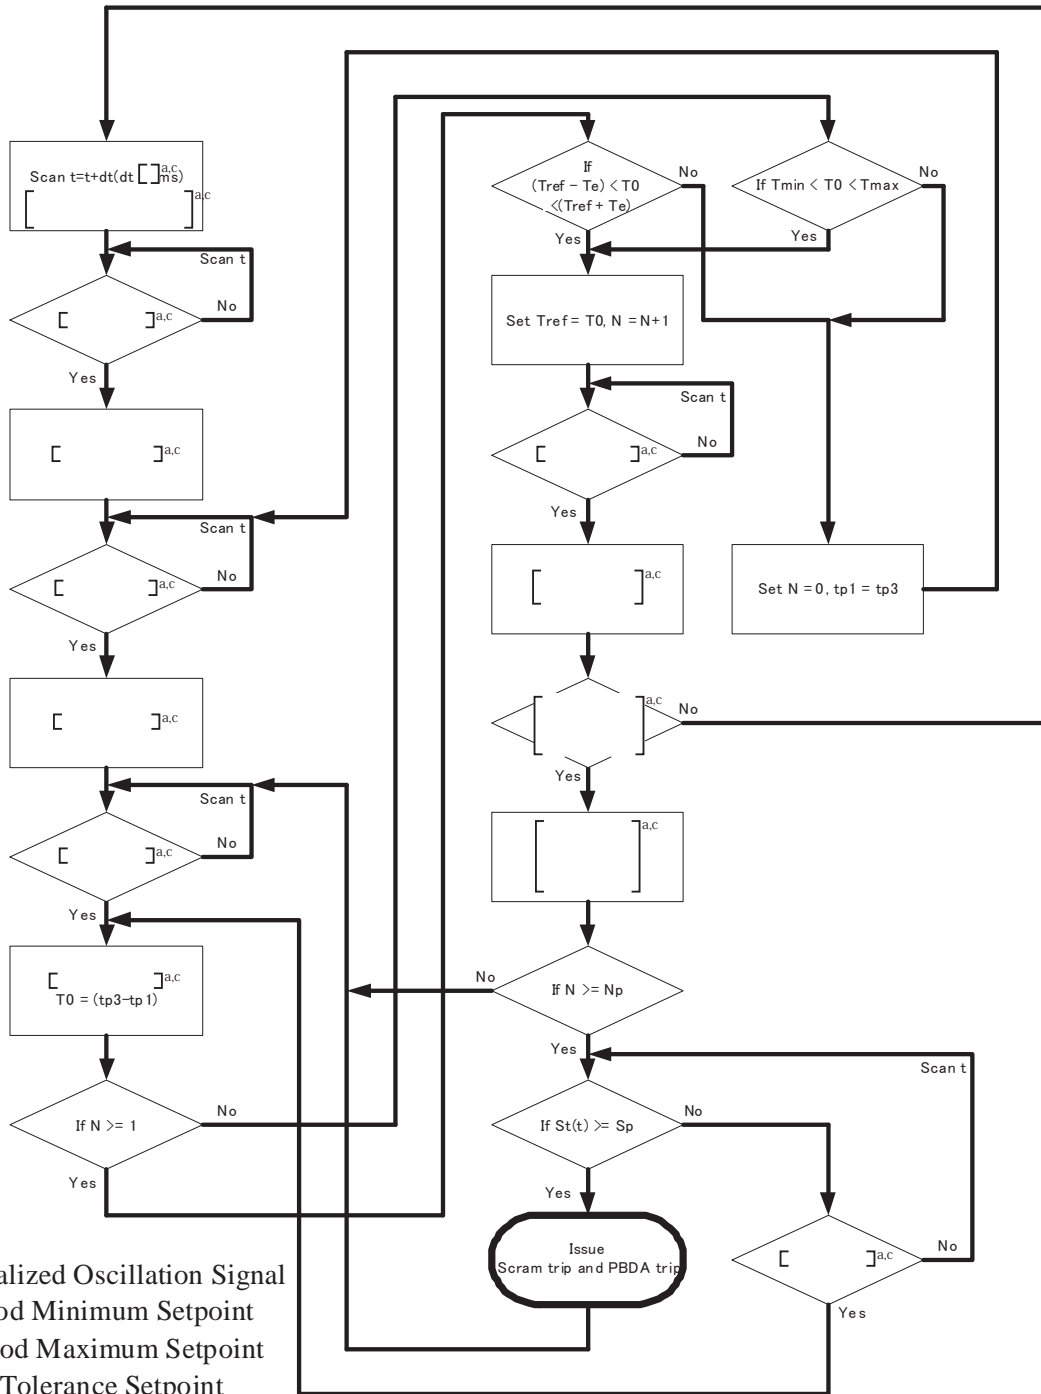 Scan t=t+dt(dt [ ]a,c ms)
[ ]a,c
Scan t
No
[ ]a,c
Yes
[ ]a,c
Scan t
No
[ ]a,c
Yes
[ ]a,c
Scan t
No
[ ]a,c
Yes
[ ]a,c
T0 = (tp3-tp1)
No
If N >= 1
Yes
If
(Tref - Te) < T0
<(Tref + Te)
No
Yes
If Tmin < T0 < Tmax
No
Yes
Set Tref = T0, N = N+1
Scan t
No
[ ]a,c
Yes
[ ]a,c
Set N = 0, tp1 = tp3
[ ]a,c
No
Yes
[ ]a,c
No
If N >= Np
Yes
Scan t
If St(t) >= Sp
No
Yes
Issue
Scram trip and PBDA trip
[ ]a,c
No
Yes
alized Oscillation Signal
od Minimum Setpoint
od Maximum Setpoint
Tolerance Setpoint